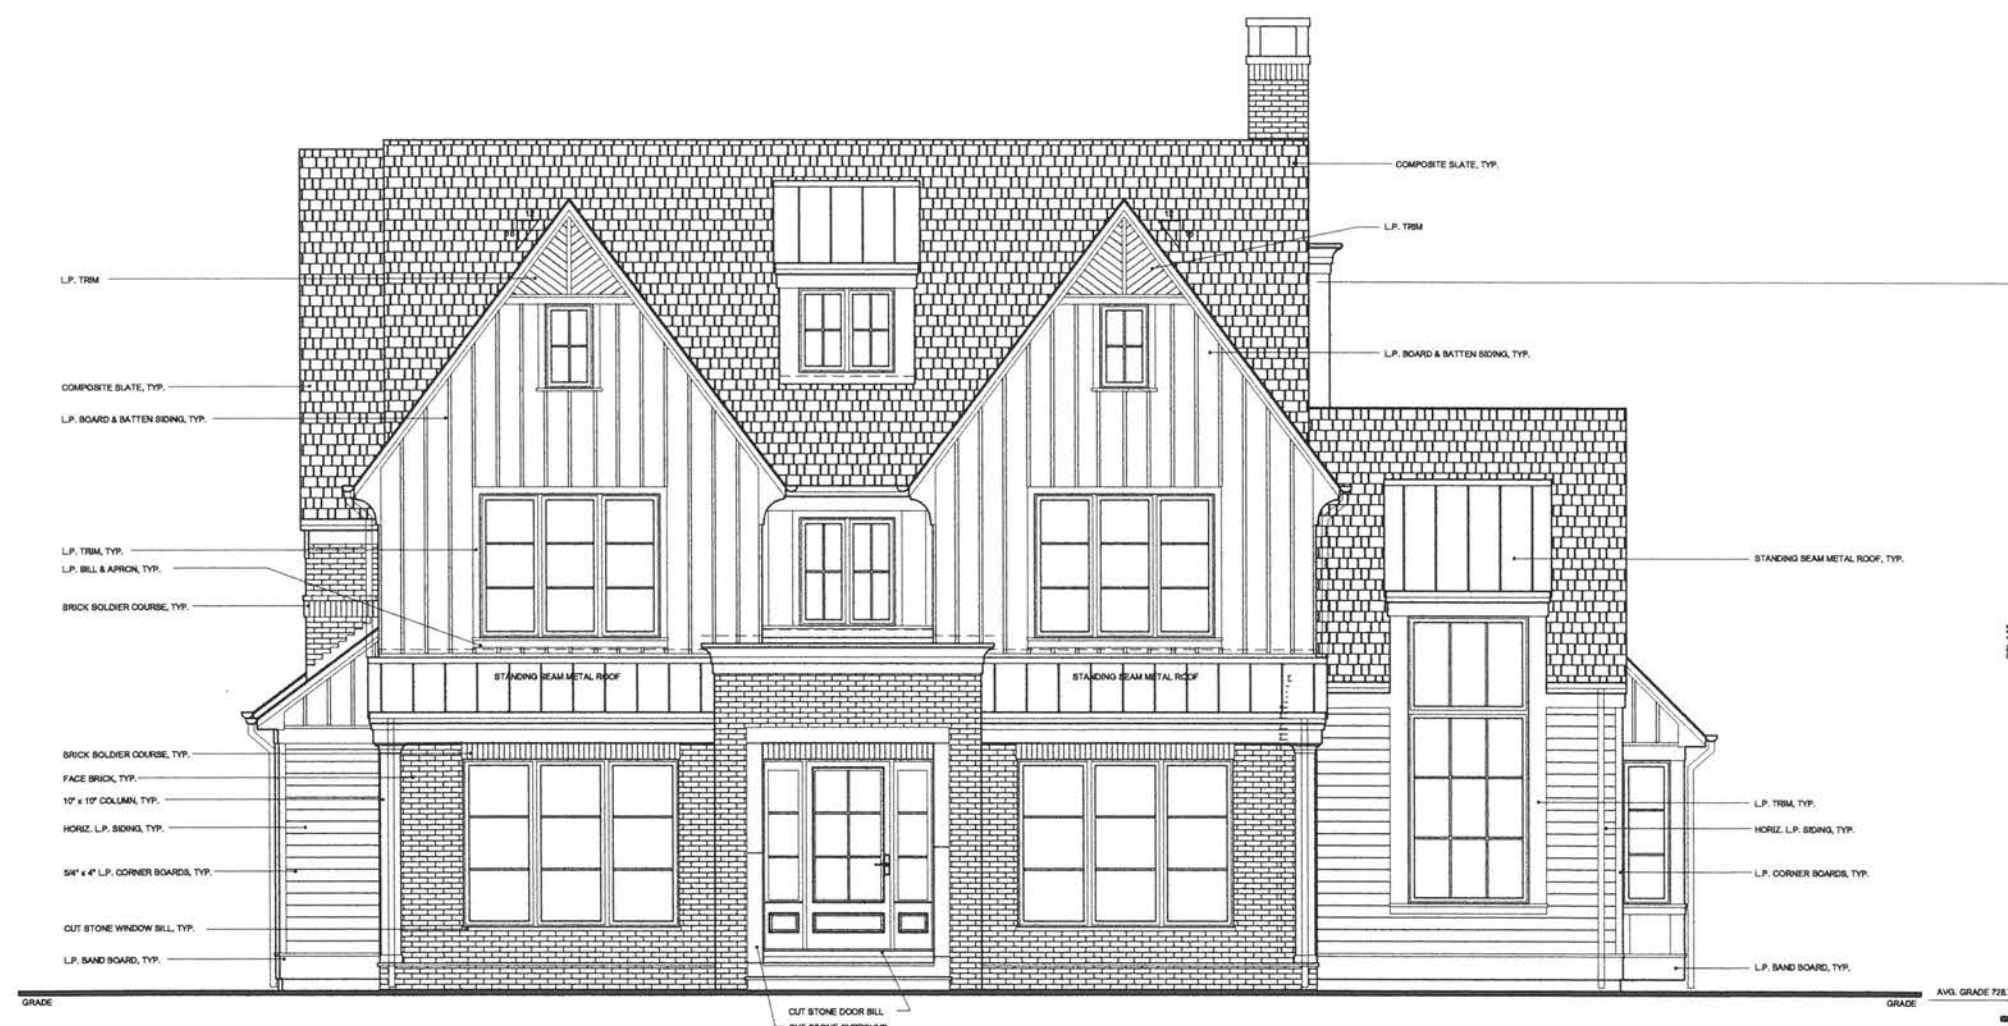 COMPOSITE SLATE, TYP.
L.P. TRIM
L.P. TRIM
12
12
L.P. BOARD & BATTEN SIDING, TYP.
COMPOSITE SLATE, TYP.
L.P. BOARD & BATTEN SIDING, TYP.
L.P. TRIM, TYP.
L.P. SILL & APRON, TYP.
STANDING SEAM METAL ROOF, TYP.
BRICK SOLDIER COURSE, TYP.
STANDING SEAM METAL ROOF
STANDING SEAM METAL ROOF
BRICK SOLDIER COURSE, TYP.
FACE BRICK, TYP.
10" x 10" COLUMN, TYP.
L.P. TRIM, TYP.
HORIZ. L.P. SIDING, TYP.
HORIZ. L.P. SIDING, TYP.
5/4" x 4" L.P. CORNER BOARDS, TYP.
L.P. CORNER BOARDS, TYP.
CUT STONE WINDOW SILL, TYP.
L.P. BAND BOARD, TYP.
L.P. BAND BOARD, TYP.
GRADE
GRADE
AVG. GRADE 728.
CUT STONE DOOR SILL